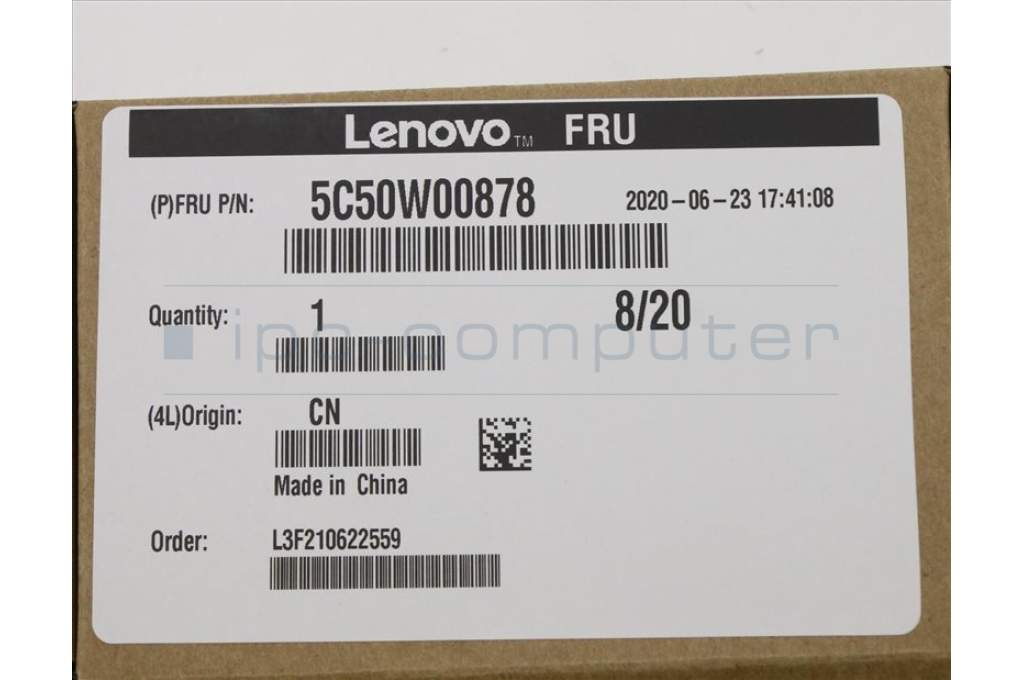 Lenovo™ FRU
(P)FRU P/N: 5C50W00878 2020-06-23 17:41:08
Quantity: 1 8/20
ipc-computer
(4L)Origin: CN
Made in China
Order: L3F210622559